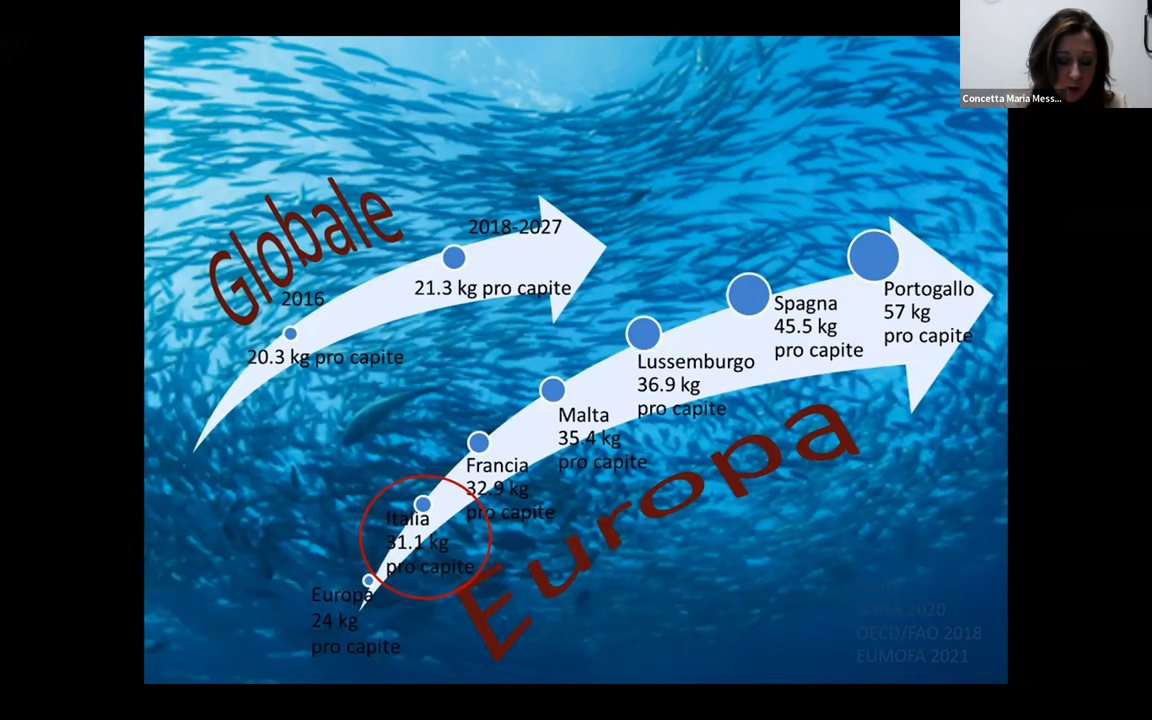 Concetta Maria Mess...
Globale
2018-2027
21.3 kg pro capite
2016
20.3 kg pro capite
Portogallo
57 kg
pro capite
Spagna
45.5 kg
pro capite
Lussemburgo
36.9 kg
pro capite
Malta
35.4 kg
pro capite
Francia
32.9 kg
pro capite
Italia
31.1 kg
pro capite
Europa
24 kg
pro capite
Europa
2020
OECD/FAO 2018
EUMOFA 2021